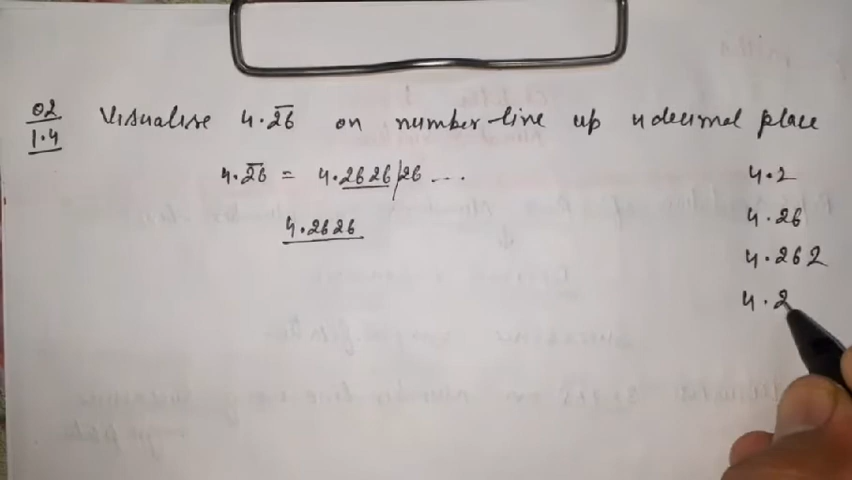 Q2 Visualise 4.2̅6̅ on number-line up 4 decimal place
1.4
4.2̅6̅ = 4.2626/26 ... 4.2
4.2626 4.26
4.262
4.2